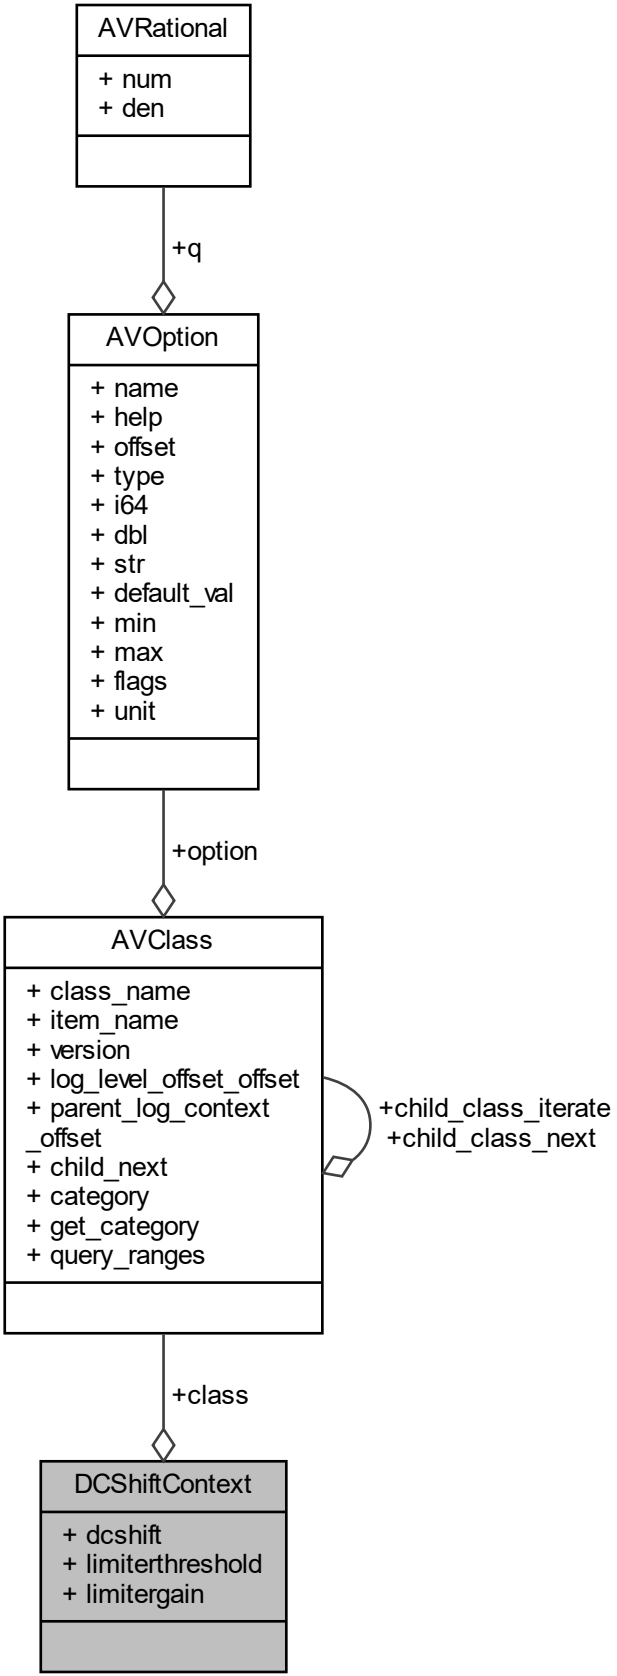 AVRational
+ num
+ den
+q
AVOption
+ name
+ help
+ offset
+ type
+ i64
+ dbl
+ str
+ default_val
+ min
+ max
+ flags
+ unit
+option
AVClass
+ class_name
+ item_name
+ version
+ log_level_offset_offset
+ parent_log_context
_offset
+ child_next
+ category
+ get_category
+ query_ranges
+child_class_iterate
+child_class_next
+class
DCShiftContext
+ dcshift
+ limiterthreshold
+ limitergain